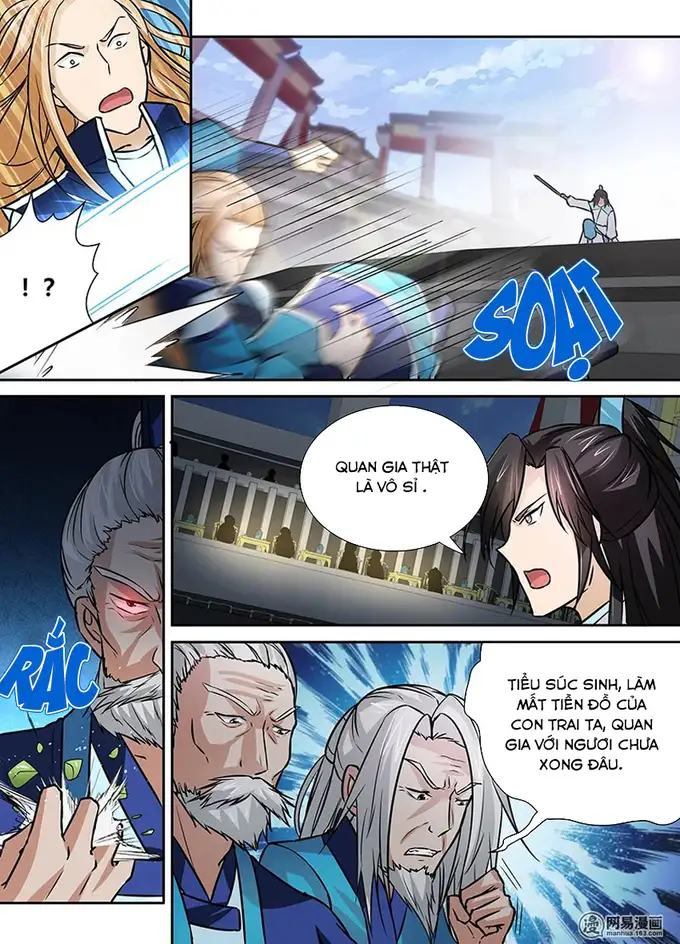 ! ?
SOẠT
QUAN GIA THẬT
LÀ VÔ SỈ .
RẮC
TIỂU SÚC SINH, LÀM
MẤT TIỀN ĐỒ CỦA
CON TRAI TA, QUAN
GIA VỚI NGƯƠI CHƯA
XONG ĐÂU.
网易漫画
manhua.163.com